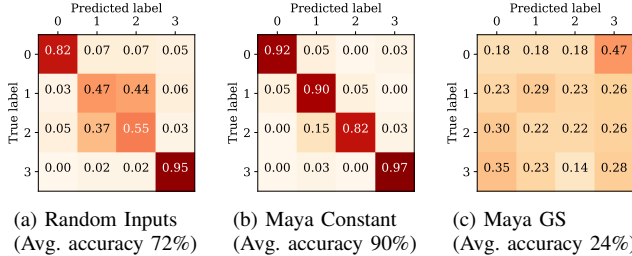 Predicted label
0 1 2 3
True label
0 0.82 0.07 0.07 0.05
1 0.03 0.47 0.44 0.06
2 0.05 0.37 0.55 0.03
3 0.00 0.02 0.02 0.95
(a) Random Inputs
(Avg. accuracy 72%)
Predicted label
0 1 2 3
True label
0 0.92 0.05 0.00 0.03
1 0.05 0.90 0.05 0.00
2 0.00 0.15 0.82 0.03
3 0.00 0.03 0.00 0.97
(b) Maya Constant
(Avg. accuracy 90%)
Predicted label
0 1 2 3
True label
0 0.18 0.18 0.18 0.47
1 0.23 0.29 0.23 0.26
2 0.30 0.22 0.22 0.26
3 0.35 0.23 0.14 0.28
(c) Maya GS
(Avg. accuracy 24%)